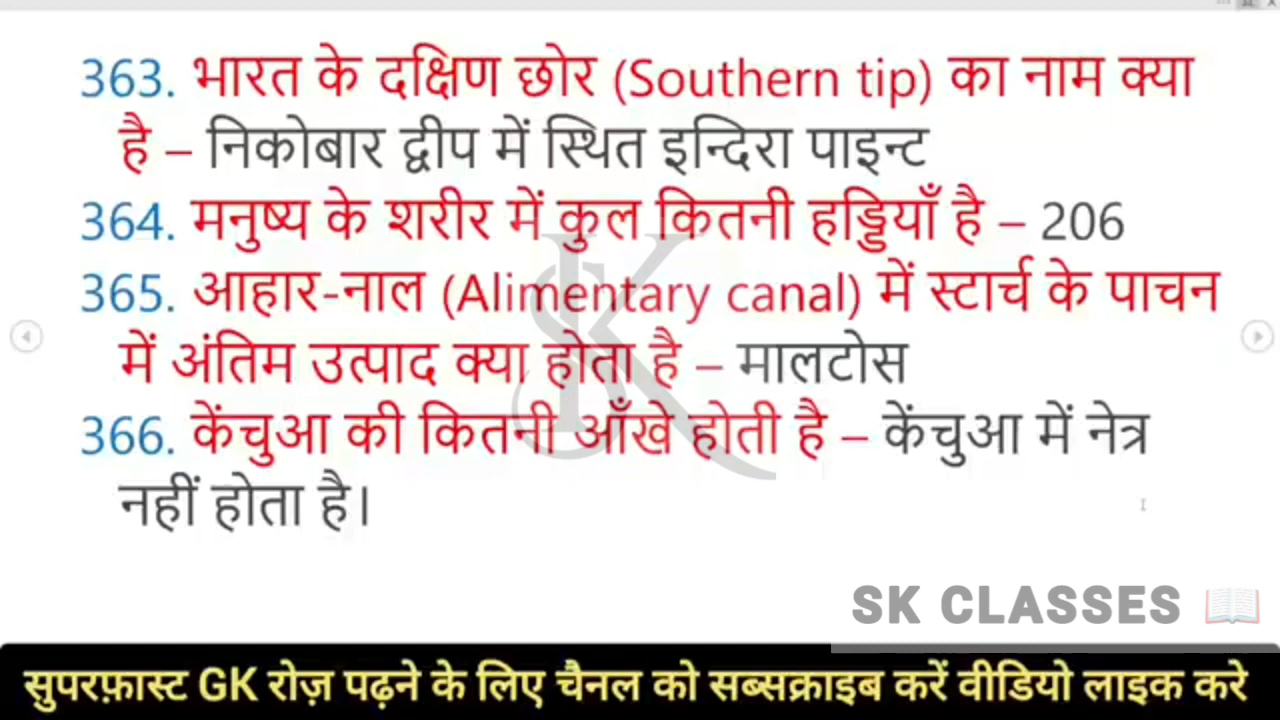 363. भारत के दक्षिण छोर (Southern tip) का नाम क्या
है – निकोबार द्वीप में स्थित इन्दिरा पाइन्ट
364. मनुष्य के शरीर में कुल कितनी हड्डियाँ है – 206
365. आहार-नाल (Alimentary canal) में स्टार्च के पाचन
में अंतिम उत्पाद क्या होता है – मालटोस
366. केंचुआ की कितनी आँखे होती है – केंचुआ में नेत्र
नहीं होता है।
SK
SK CLASSES
सुपरफ़ास्ट GK रोज़ पढ़ने के लिए चैनल को सब्सक्राइब करें वीडियो लाइक करे